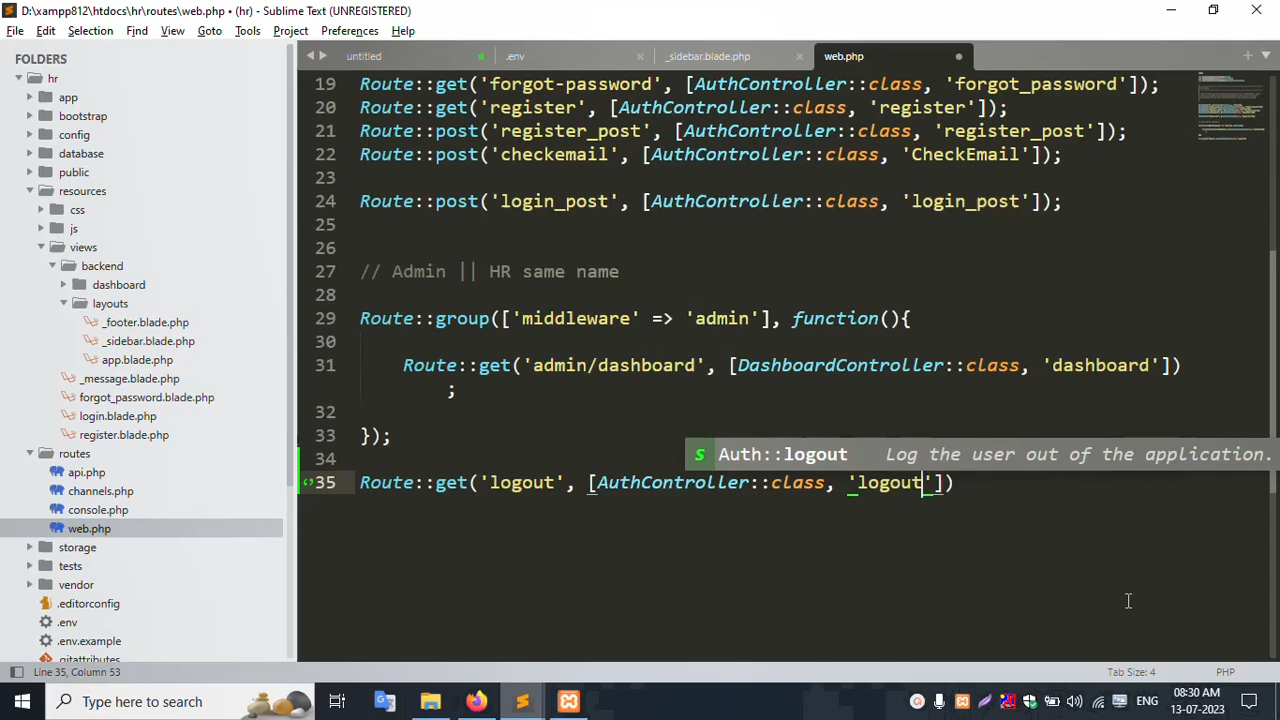 D:\xampp812\htdocs\hr\routes\web.php • (hr) - Sublime Text (UNREGISTERED)
File Edit Selection Find View Goto Tools Project Preferences Help
FOLDERS
hr
app
bootstrap
config
database
public
resources
css
js
views
backend
dashboard
layouts
_footer.blade.php
_sidebar.blade.php
app.blade.php
_message.blade.php
forgot_password.blade.php
login.blade.php
register.blade.php
routes
api.php
channels.php
console.php
web.php
storage
tests
vendor
.editorconfig
.env
.env.example
.gitattributes
untitled .env _sidebar.blade.php web.php
19 Route::get('forgot-password', [AuthController::class, 'forgot_password']);
20 Route::get('register', [AuthController::class, 'register']);
21 Route::post('register_post', [AuthController::class, 'register_post']);
22 Route::post('checkemail', [AuthController::class, 'CheckEmail']);
23
24 Route::post('login_post', [AuthController::class, 'login_post']);
25
26
27 // Admin || HR same name
28
29 Route::group(['middleware' => 'admin'], function(){
30
31 Route::get('admin/dashboard', [DashboardController::class, 'dashboard'])
;
32
33 });
34
S Auth::logout Log the user out of the application.
35 Route::get('logout', [AuthController::class, 'logout'])
Line 35, Column 53 Tab Size: 4 PHP
Type here to search
ENG
08:30 AM
13-07-2023